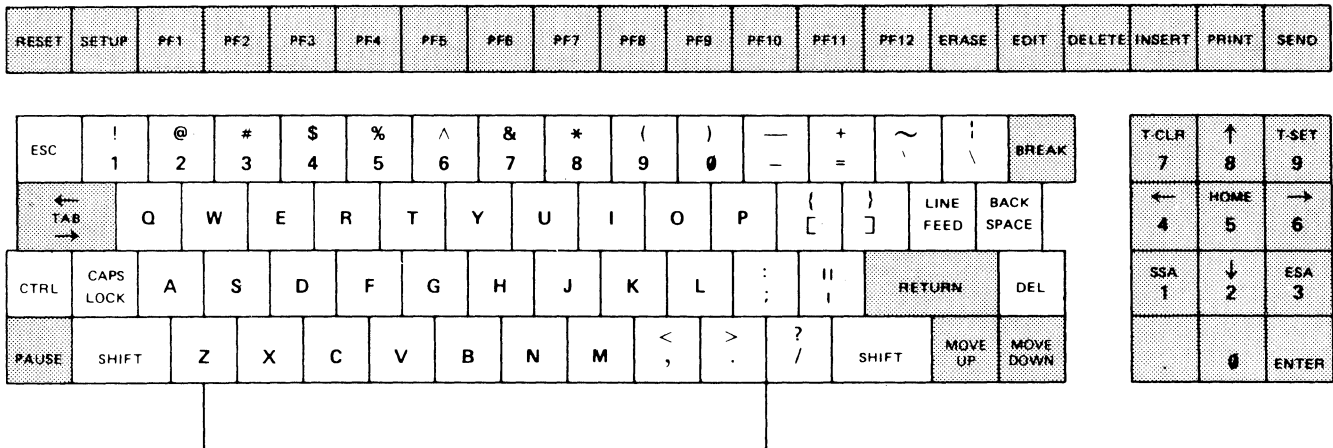 RESET SETUP PF1 PF2 PF3 PF4 PF5 PF6 PF7 PF8 PF9 PF10 PF11 PF12 ERASE EDIT DELETE INSERT PRINT SEND
! @ # $ % ^ & * ( ) — + ~ ¦ T-CLR ↑ T-SET
ESC 1 2 3 4 5 6 7 8 9 0 – = ` \ BREAK 7 8 9
← { } LINE BACK ← HOME →
TAB Q W E R T Y U I O P [ ] FEED SPACE 4 5 6
→
CAPS : " SSA ↓ ESA
CTRL LOCK A S D F G H J K L ; ' RETURN DEL 1 2 3
< > ? MOVE MOVE
PAUSE SHIFT Z X C V B N M , . / SHIFT UP DOWN . 0 ENTER